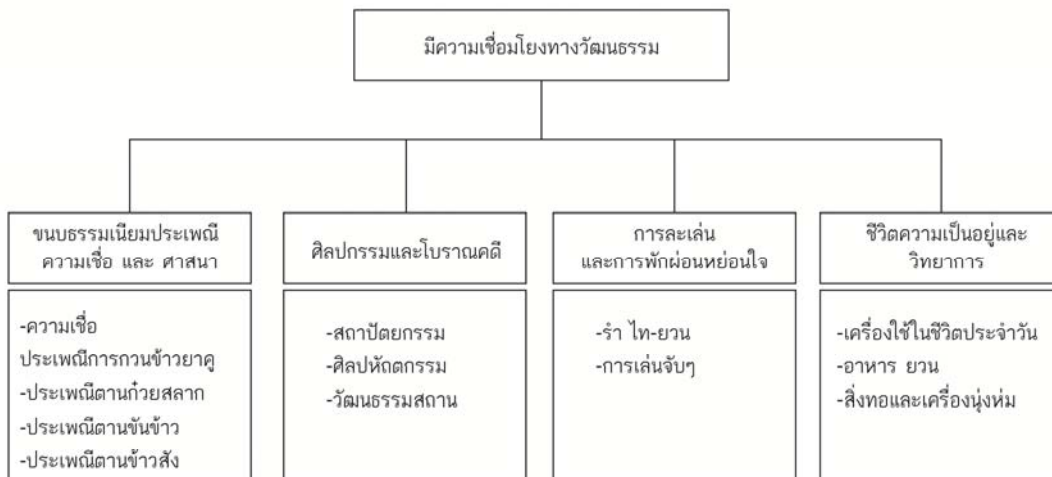 มีความเชื่อมโยงทางวัฒนธรรม
ขนบธรรมเนียมประเพณี
ความเชื่อ และ ศาสนา
-ความเชื่อ
ประเพณีการกวนข้าวยาคู
-ประเพณีตานก๋วยสลาก
-ประเพณีตานขันข้าว
-ประเพณีตานข้าวสัง
ศิลปกรรมและโบราณคดี
-สถาปัตยกรรม
-ศิลปหัถตกรรม
-วัฒนธรรมสถาน
การละเล่น
และการพักผ่อนหย่อนใจ
-รำ ไท-ยวน
-การเล่นจับๆ
ชีวิตความเป็นอยู่และ
วิทยาการ
-เครื่องใช้ในชีวิตประจำวัน
-อาหาร ยวน
-สิ่งทอและเครื่องนุ่งห่ม